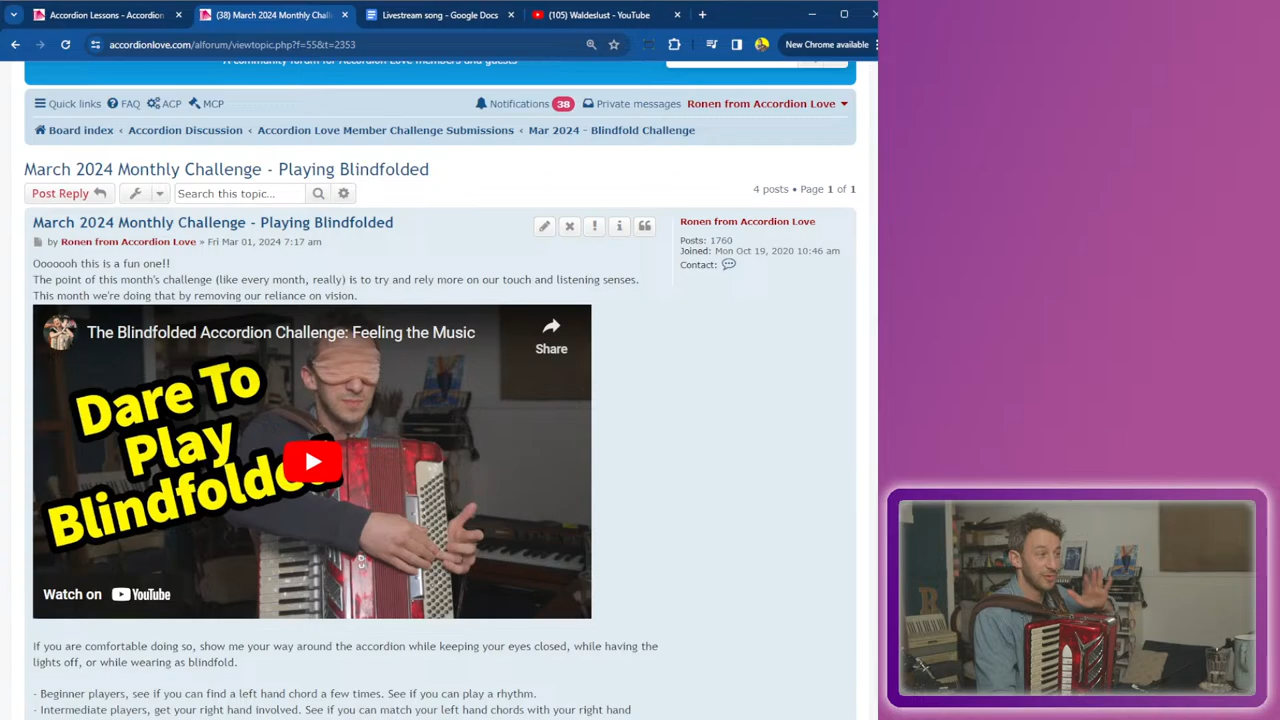 Accordion Lessons - Accordion
(38) March 2024 Monthly Chall
Livestream song - Google Docs
(105) Waldeslust - YouTube
accordionlove.com/alforum/viewtopic.php?f=55&t=2353
New Chrome available
A community forum for Accordion Love members and guests
Quick links FAQ ACP MCP
Notifications 38 Private messages Ronen from Accordion Love
Board index ‹ Accordion Discussion ‹ Accordion Love Member Challenge Submissions ‹ Mar 2024 - Blindfold Challenge
March 2024 Monthly Challenge - Playing Blindfolded
Post Reply Search this topic...
4 posts • Page 1 of 1
March 2024 Monthly Challenge - Playing Blindfolded
by Ronen from Accordion Love » Fri Mar 01, 2024 7:17 am
Ronen from Accordion Love
Posts: 1760
Joined: Mon Oct 19, 2020 10:46 am
Contact:
Ooooooh this is a fun one!!
The point of this month's challenge (like every month, really) is to try and rely more on our touch and listening senses.
This month we're doing that by removing our reliance on vision.
The Blindfolded Accordion Challenge: Feeling the Music
Share
Dare To
Play
Blindfolded
Watch on YouTube
If you are comfortable doing so, show me your way around the accordion while keeping your eyes closed, while having the
lights off, or while wearing as blindfold.
- Beginner players, see if you can find a left hand chord a few times. See if you can play a rhythm.
- Intermediate players, get your right hand involved. See if you can match your left hand chords with your right hand